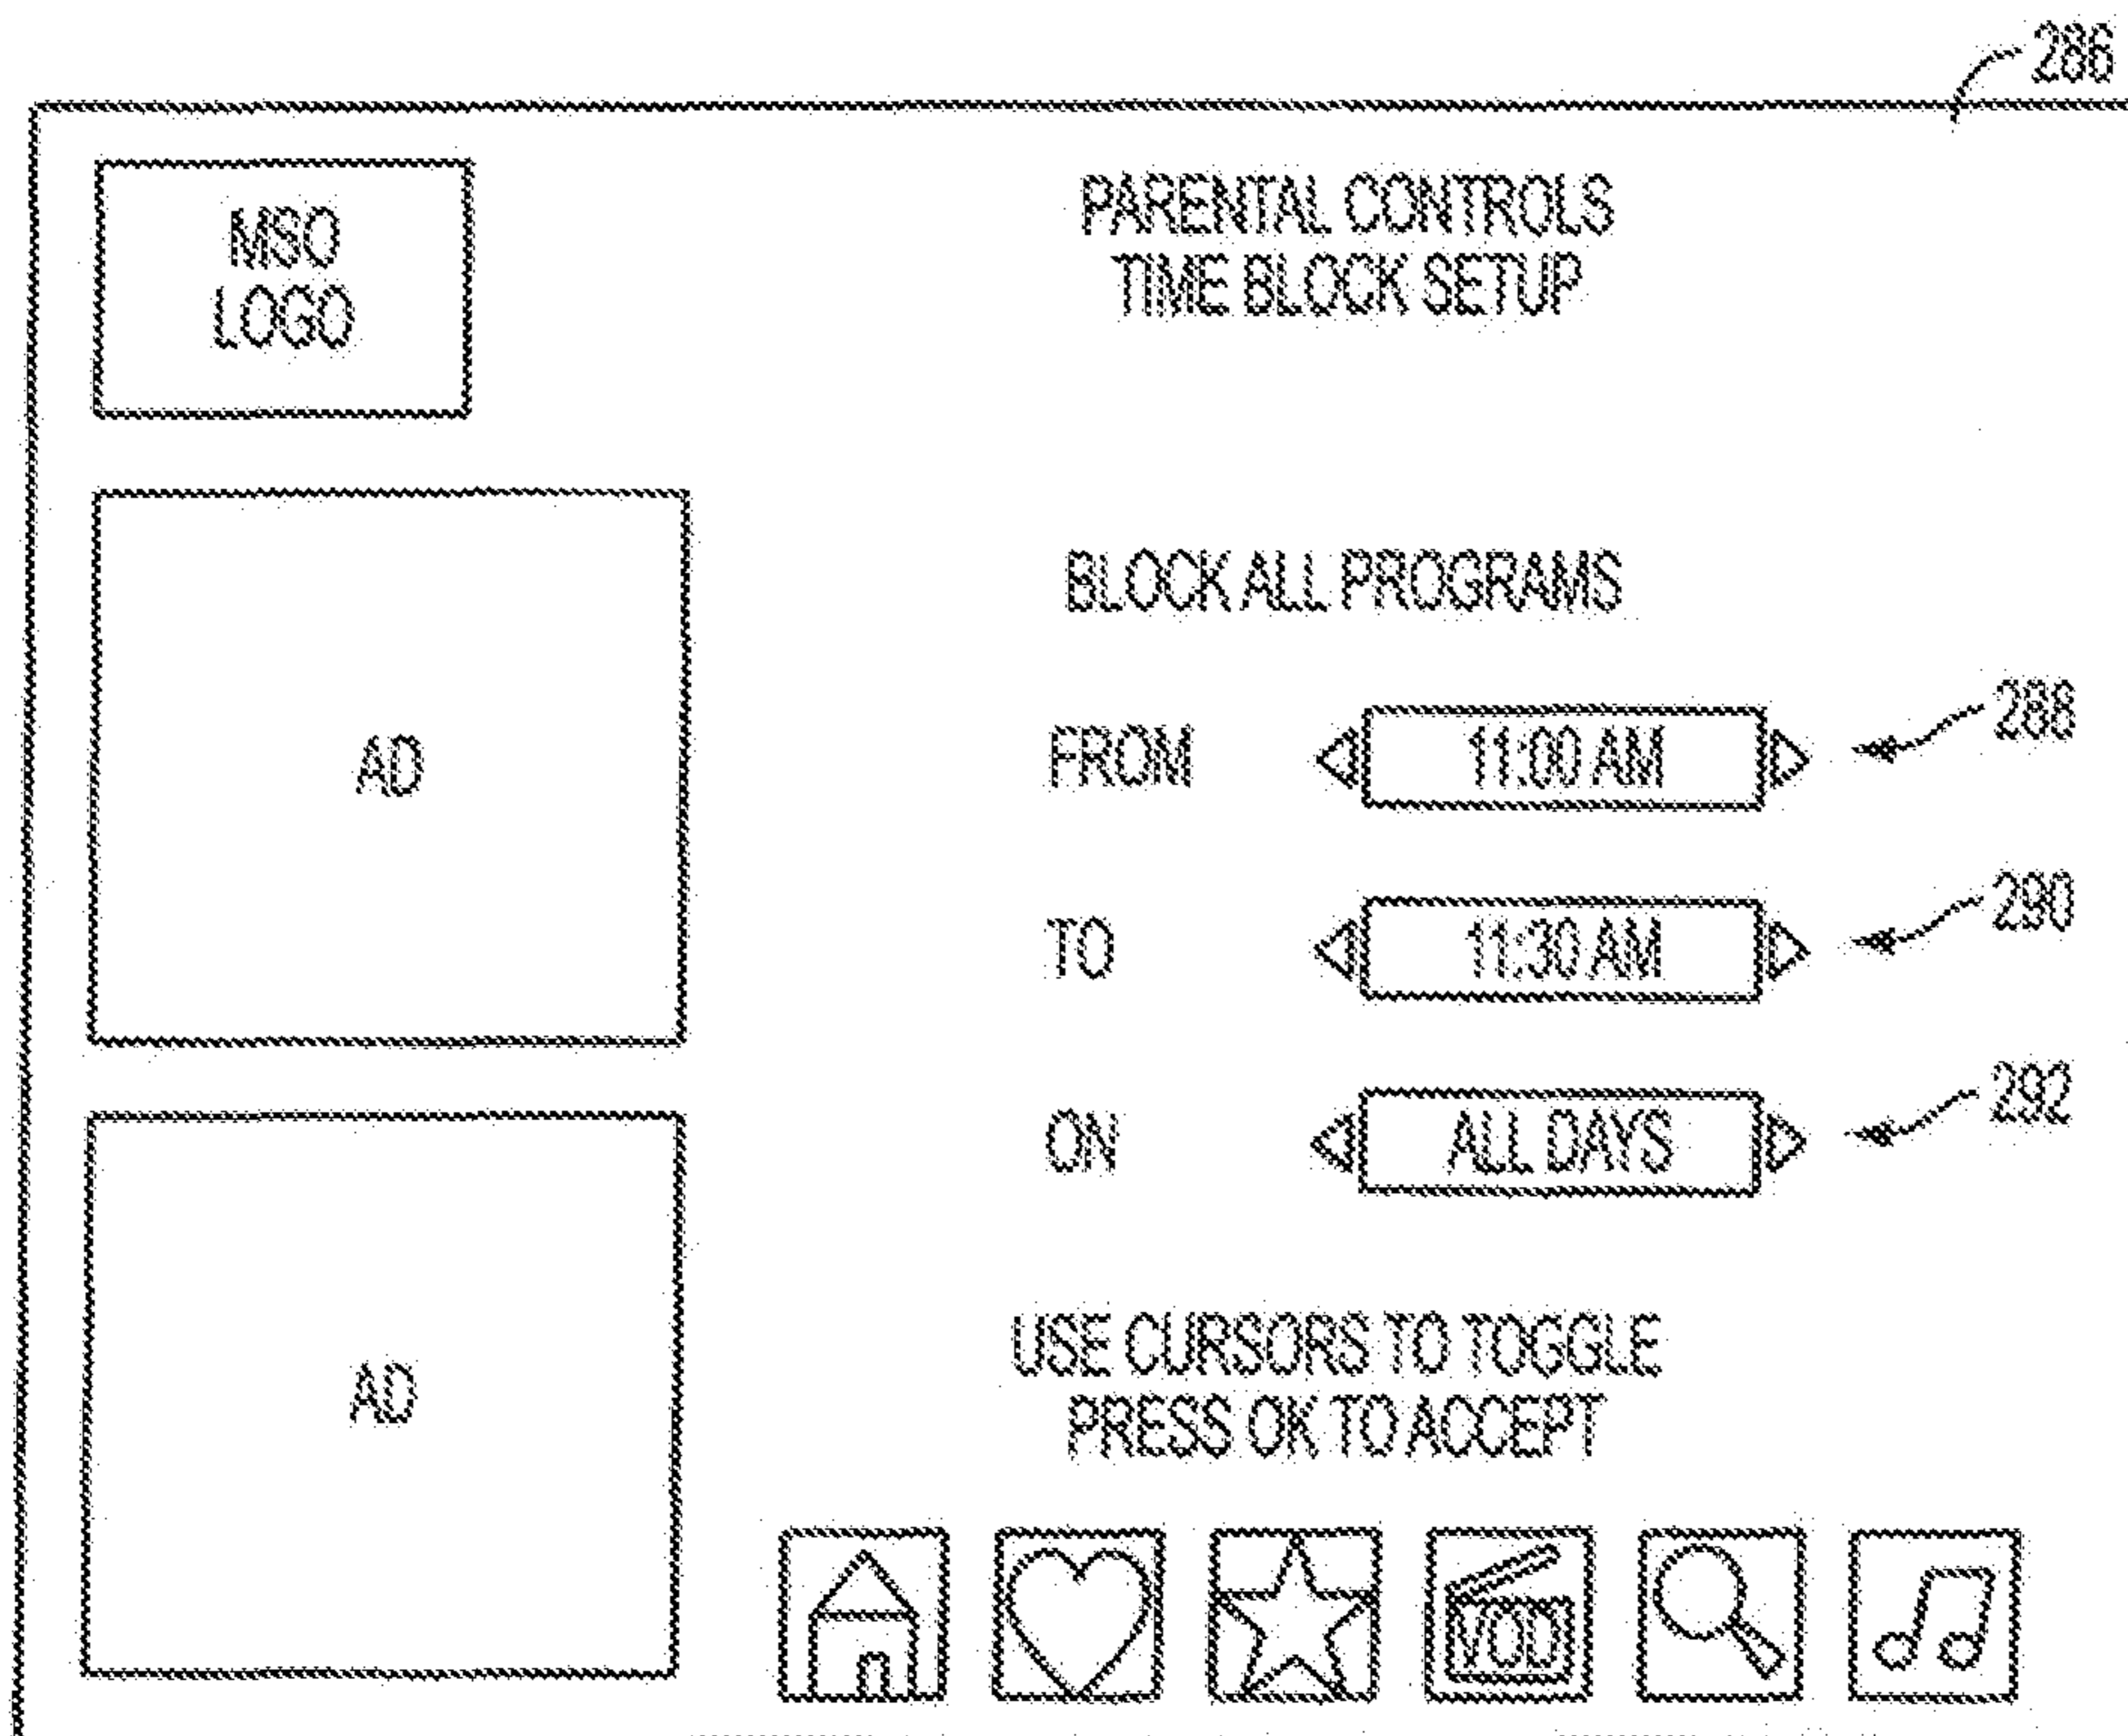 286
MSO
LOGO
PARENTAL CONTROLS
TIME BLOCK SETUP
AD
BLOCK ALL PROGRAMS
FROM 11:00 AM 288
TO 11:30 AM 290
ON ALL DAYS 292
AD
USE CURSORS TO TOGGLE
PRESS OK TO ACCEPT
VOD